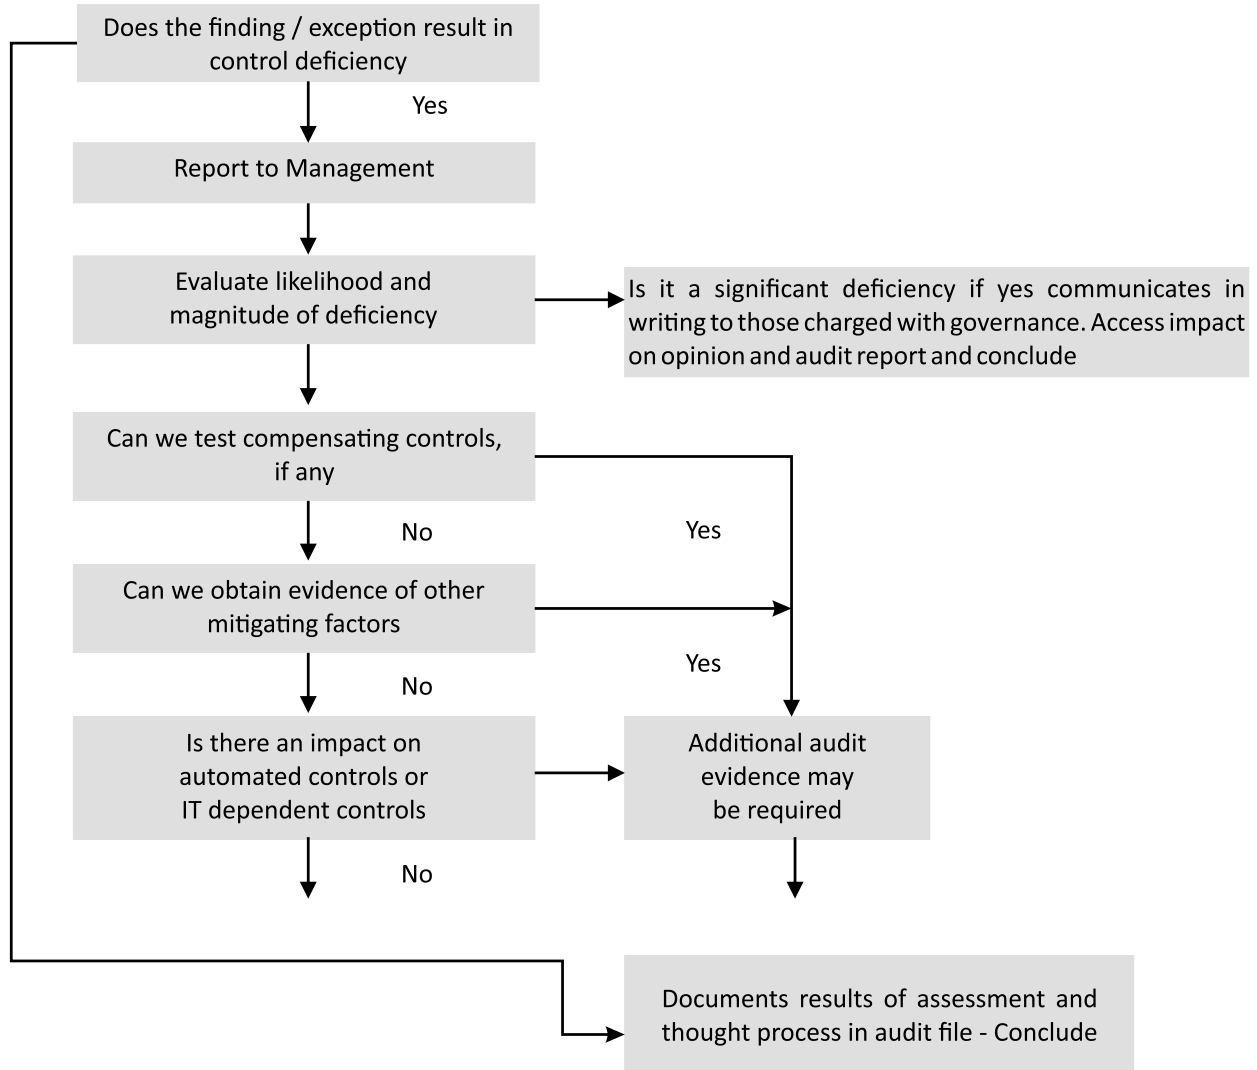 Does the finding / exception result in
control deficiency
Yes
Report to Management
Evaluate likelihood and
magnitude of deficiency
Is it a significant deficiency if yes communicates in
writing to those charged with governance. Access impact
on opinion and audit report and conclude
Can we test compensating controls,
if any
No
Yes
Can we obtain evidence of other
mitigating factors
No
Yes
Is there an impact on
automated controls or
IT dependent controls
Additional audit
evidence may
be required
No
Documents results of assessment and
thought process in audit file - Conclude